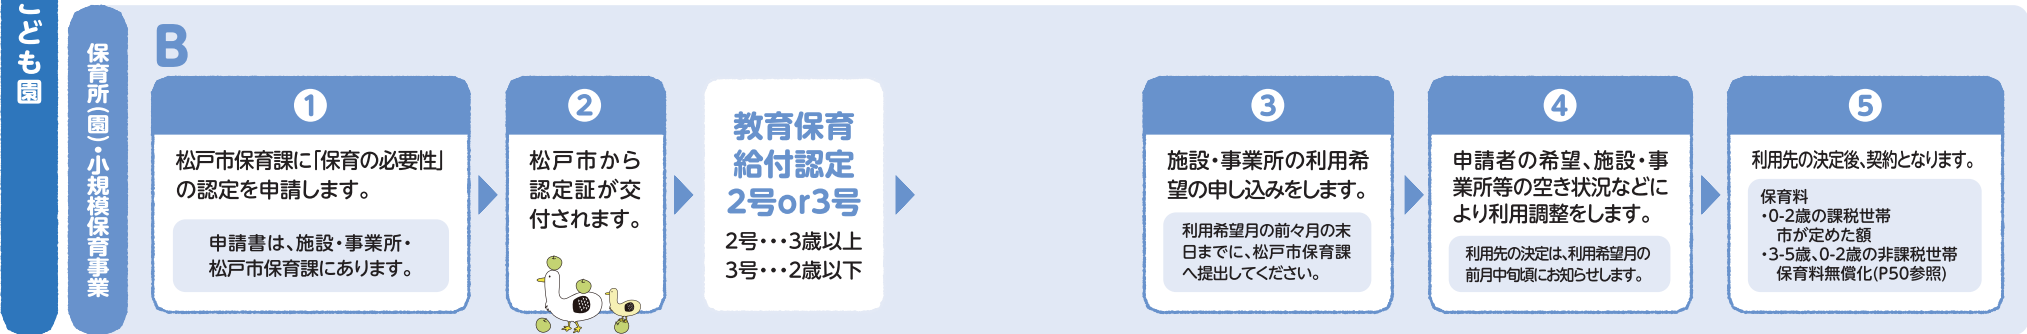 こども園
保育所(園)・小規模保育事業
B
1
松戸市保育課に「保育の必要性」
の認定を申請します。
申請書は、施設・事業所・
松戸市保育課にあります。
2
松戸市から
認定証が交
付されます。
教育保育
給付認定
2号or3号
2号・・・3歳以上
3号・・・2歳以下
3
施設・事業所の利用希
望の申し込みをします。
利用希望月の前々月の末
日までに、松戸市保育課
へ提出してください。
4
申請者の希望、施設・事
業所等の空き状況などに
より利用調整をします。
利用先の決定は、利用希望月の
前月中旬頃にお知らせします。
5
利用先の決定後、契約となります。
保育料
・0-2歳の課税世帯
市が定めた額
・3-5歳、0-2歳の非課税世帯
保育料無償化(P50参照)